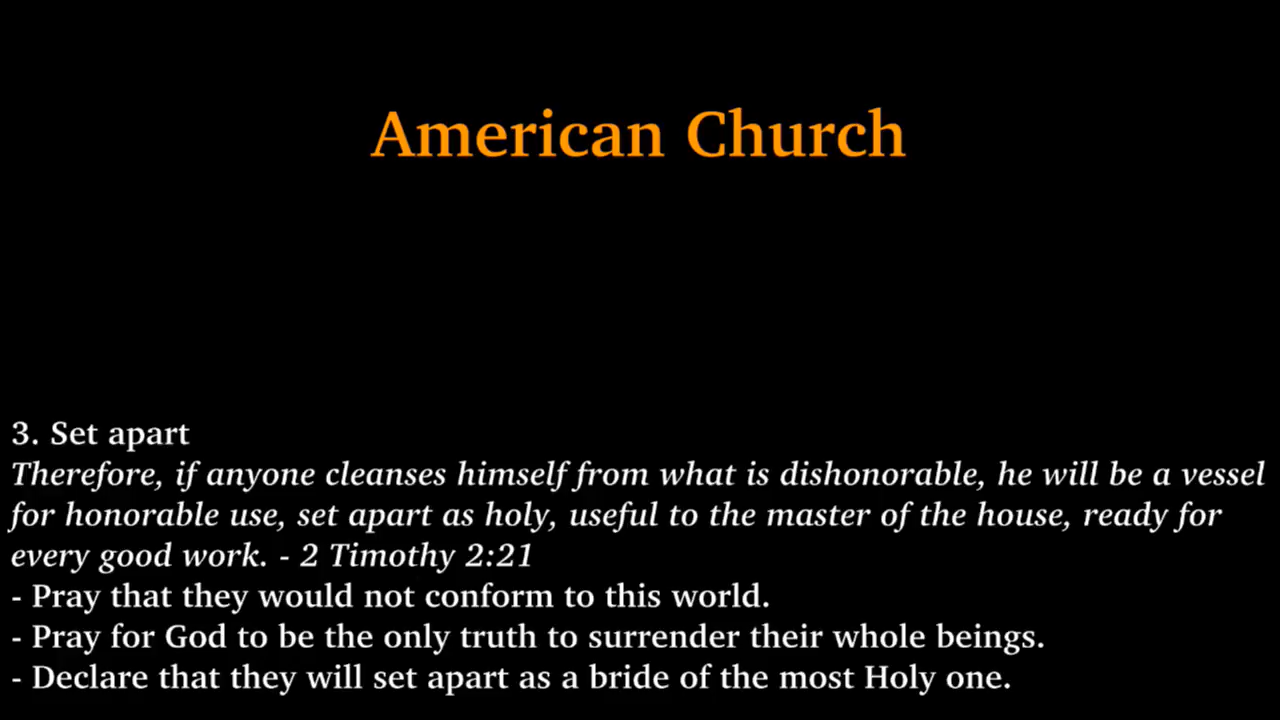 American Church
3. Set apart
Therefore, if anyone cleanses himself from what is dishonorable, he will be a vessel
for honorable use, set apart as holy, useful to the master of the house, ready for
every good work. - 2 Timothy 2:21
- Pray that they would not conform to this world.
- Pray for God to be the only truth to surrender their whole beings.
- Declare that they will set apart as a bride of the most Holy one.